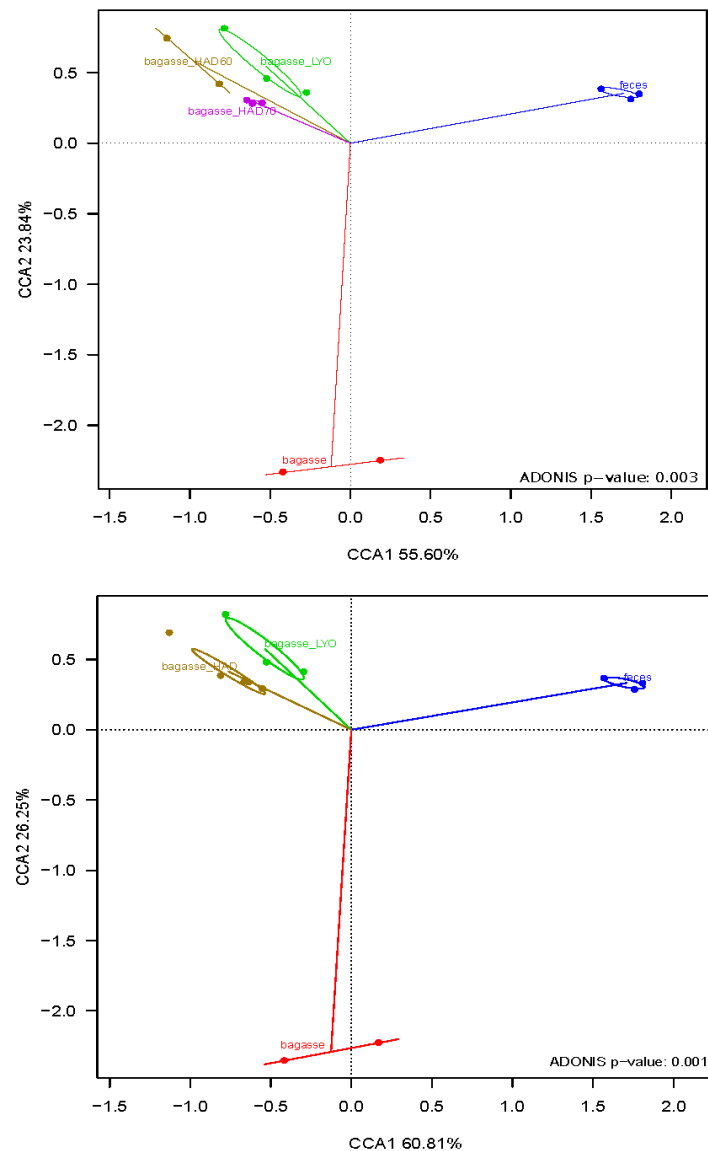 bagasse_HAD60
bagasse_LYO
bagasse_HAD70
feces
bagasse
ADONIS p−value: 0.003
CCA2 23.84%
0.5
0.0
−0.5
−1.0
−1.5
−2.0
−1.5 −1.0 −0.5 0.0 0.5 1.0 1.5 2.0
CCA1 55.60%
bagasse_LYO
bagasse_HAD
feces
bagasse
ADONIS p−value: 0.001
CCA2 26.25%
0.5
0.0
−0.5
−1.0
−1.5
−2.0
−1.5 −1.0 −0.5 0.0 0.5 1.0 1.5 2.0
CCA1 60.81%